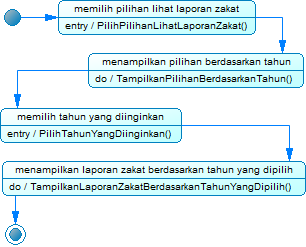 memilih pilihan lihat laporan zakat
entry / PilihPilihanLihatLaporanZakat()
menampilkan pilihan berdasarkan tahun
do / TampilkanPilihanBerdasarkanTahun()
memilih tahun yang diinginkan
entry / PilihTahunYangDiinginkan()
menampilkan laporan zakat berdasarkan tahun yang dipilih
do / TampilkanLaporanZakatBerdasarkanTahunYangDipilih()